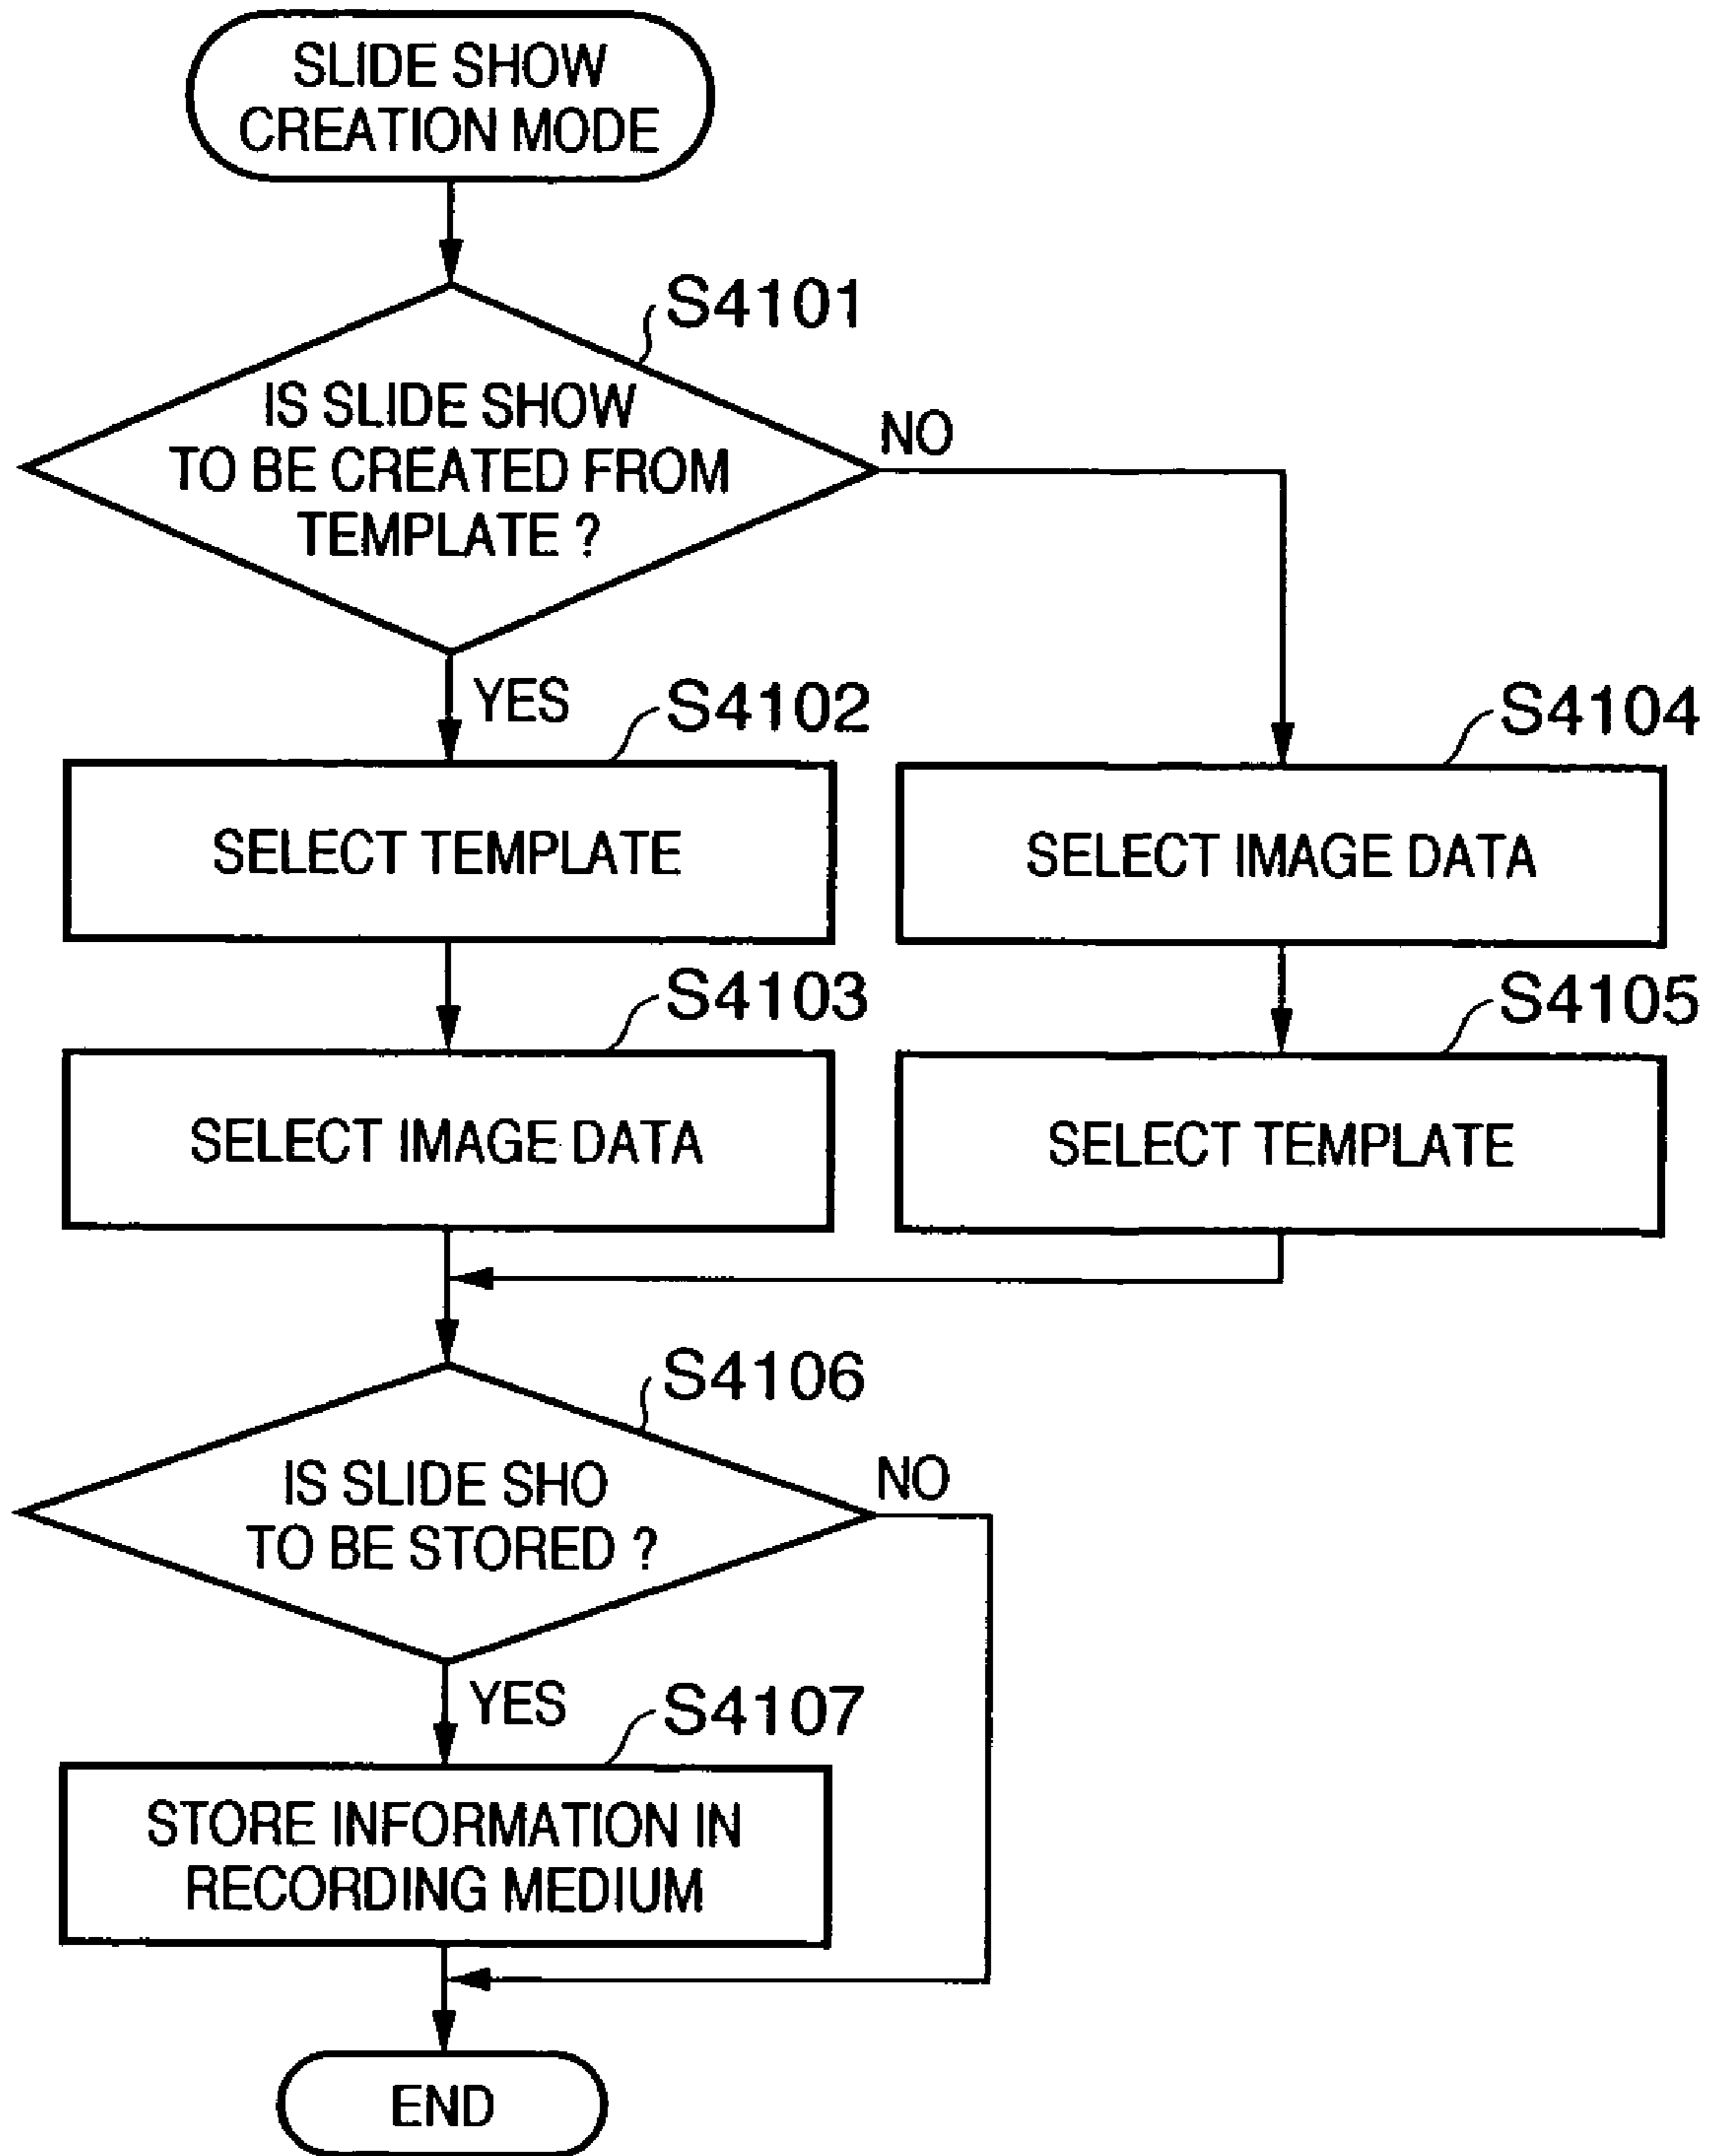 SLIDE SHOW
CREATION MODE
S4101
IS SLIDE SHOW
TO BE CREATED FROM
TEMPLATE ?
NO
YES
S4102
SELECT TEMPLATE
S4104
SELECT IMAGE DATA
S4103
SELECT IMAGE DATA
S4105
SELECT TEMPLATE
S4106
IS SLIDE SHO
TO BE STORED ?
NO
YES
S4107
STORE INFORMATION IN
RECORDING MEDIUM
END